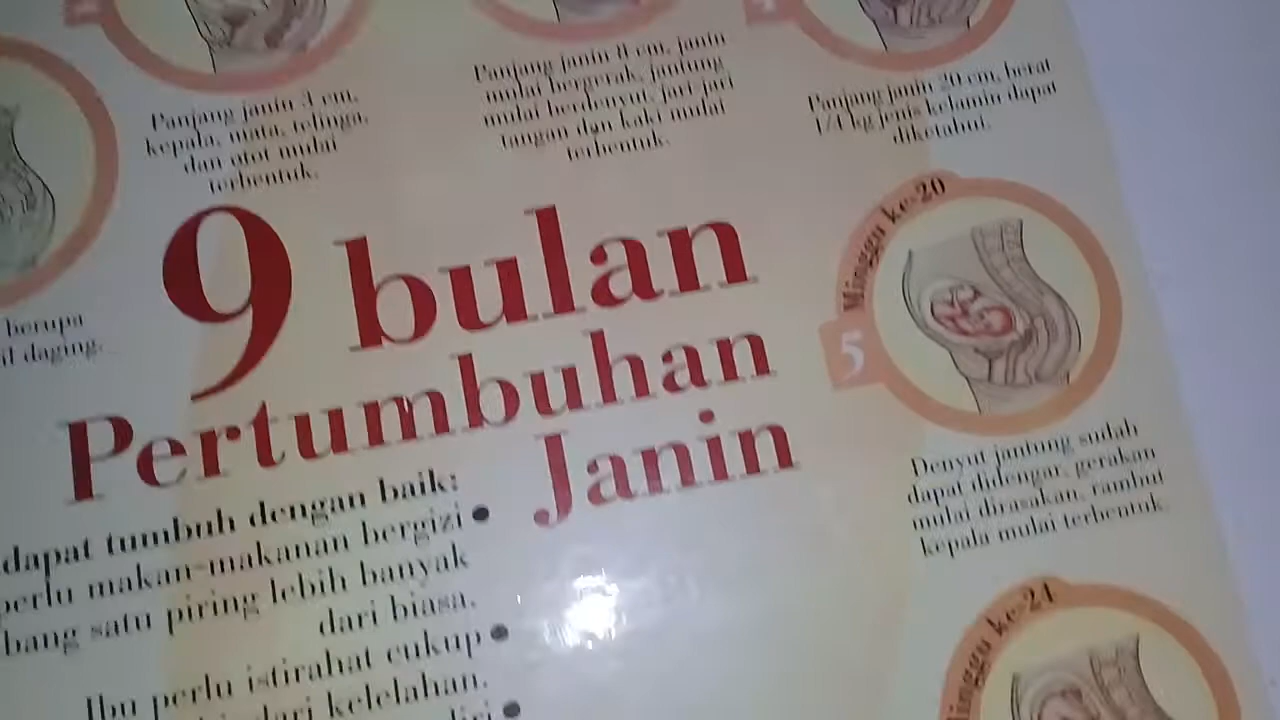 Panjang janin 3 cm,
kepala, mata, telinga,
dan otot mulai
terbentuk.
Panjang janin 8 cm, janin
mulai bergerak, jantung
mulai berdenyut, jari-jari
tangan dan kaki mulai
terbentuk.
4
Panjang janin 20 cm, berat
1/4 kg jenis kelamin dapat
diketahui.
berupa
daging.
9 bulan
Pertumbuhan
Janin
Minggu ke-20
5
Denyut jantung sudah
dapat didengar, gerakan
mulai dirasakan, rambut
kepala mulai terbentuk.
Minggu ke-24
dapat tumbuh dengan baik:
perlu makan-makanan bergizi •
satu piring lebih banyak
dari biasa.
Ibu perlu istirahat cukup •
dari kelelahan.